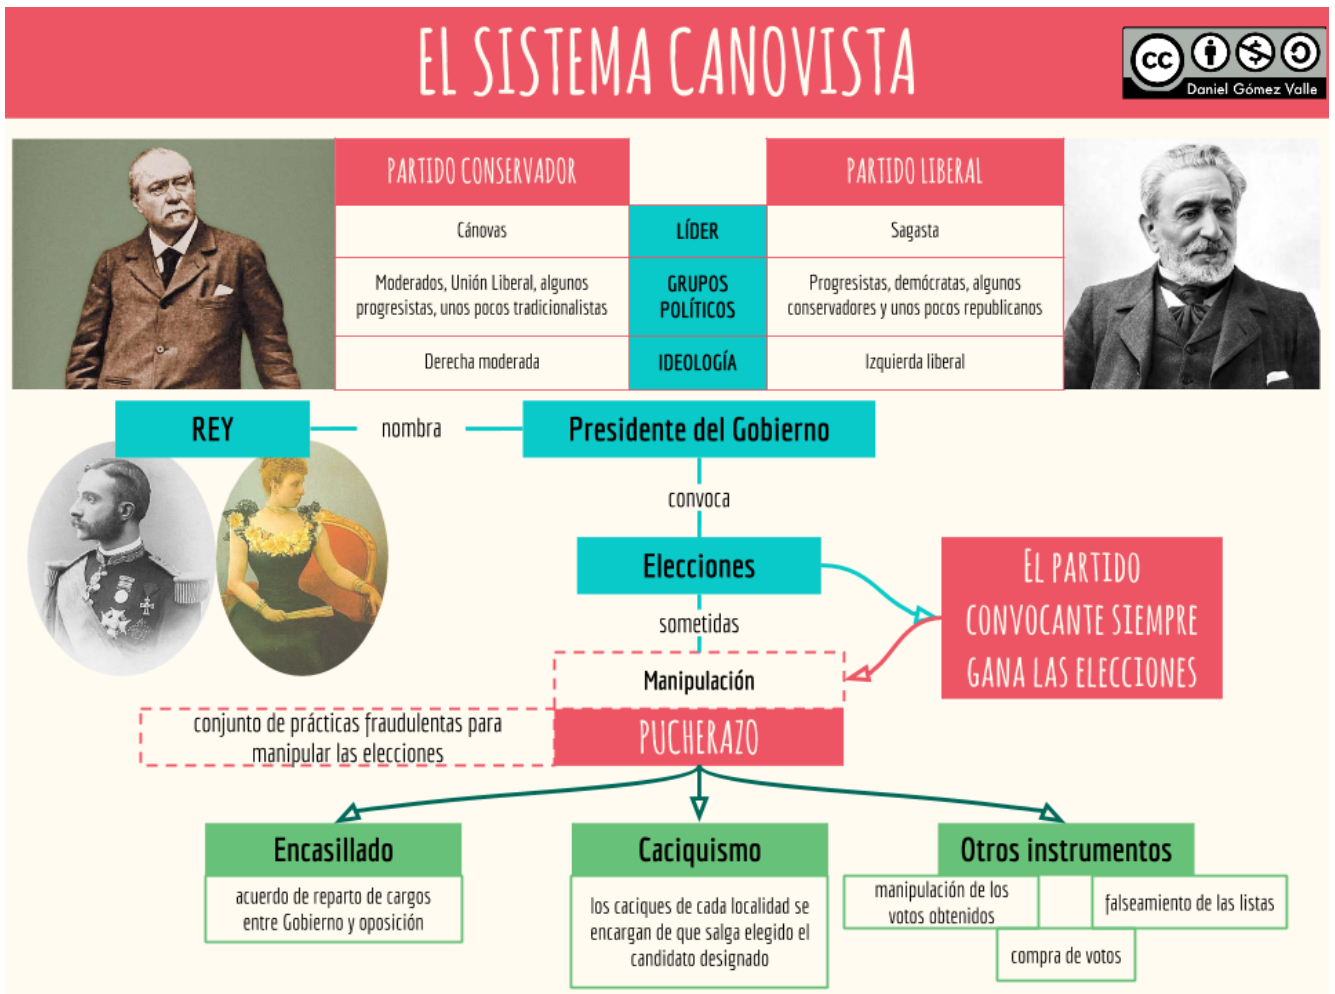 EL SISTEMA CANOVISTA
cc
Daniel Gómez Valle
PARTIDO CONSERVADOR
PARTIDO LIBERAL
Cánovas
LÍDER
Sagasta
Moderados, Unión Liberal, algunos
progresistas, unos pocos tradicionalistas
GRUPOS
POLÍTICOS
Progresistas, demócratas, algunos
conservadores y unos pocos republicanos
Derecha moderada
IDEOLOGÍA
Izquierda liberal
REY
nombra
Presidente del Gobierno
convoca
Elecciones
EL PARTIDO
CONVOCANTE SIEMPRE
GANA LAS ELECCIONES
sometidas
Manipulación
conjunto de prácticas fraudulentas para
manipular las elecciones
PUCHERAZO
Encasillado
acuerdo de reparto de cargos
entre Gobierno y oposición
Caciquismo
los caciques de cada localidad se
encargan de que salga elegido el
candidato designado
Otros instrumentos
manipulación de los
votos obtenidos
falseamiento de las listas
compra de votos